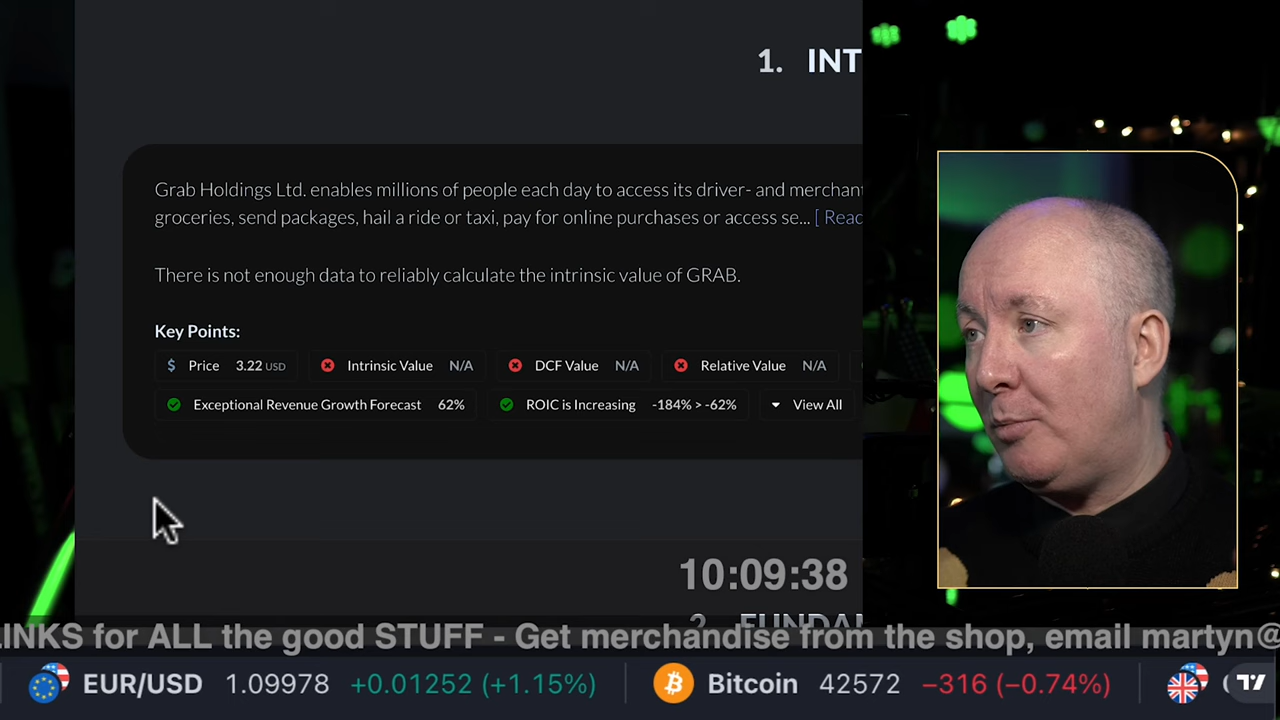 1. INT
Grab Holdings Ltd. enables millions of people each day to access its driver- and merchant
groceries, send packages, hail a ride or taxi, pay for online purchases or access se... [ Read
There is not enough data to reliably calculate the intrinsic value of GRAB.
Key Points:
$ Price 3.22 USD Intrinsic Value N/A DCF Value N/A Relative Value N/A
Exceptional Revenue Growth Forecast 62% ROIC is Increasing -184% > -62% View All
10:09:38
2. FUNDA
LINKS for ALL the good STUFF - Get merchandise from the shop, email martyn@
EUR/USD 1.09978 +0.01252 (+1.15%) Bitcoin 42572 −316 (−0.74%)